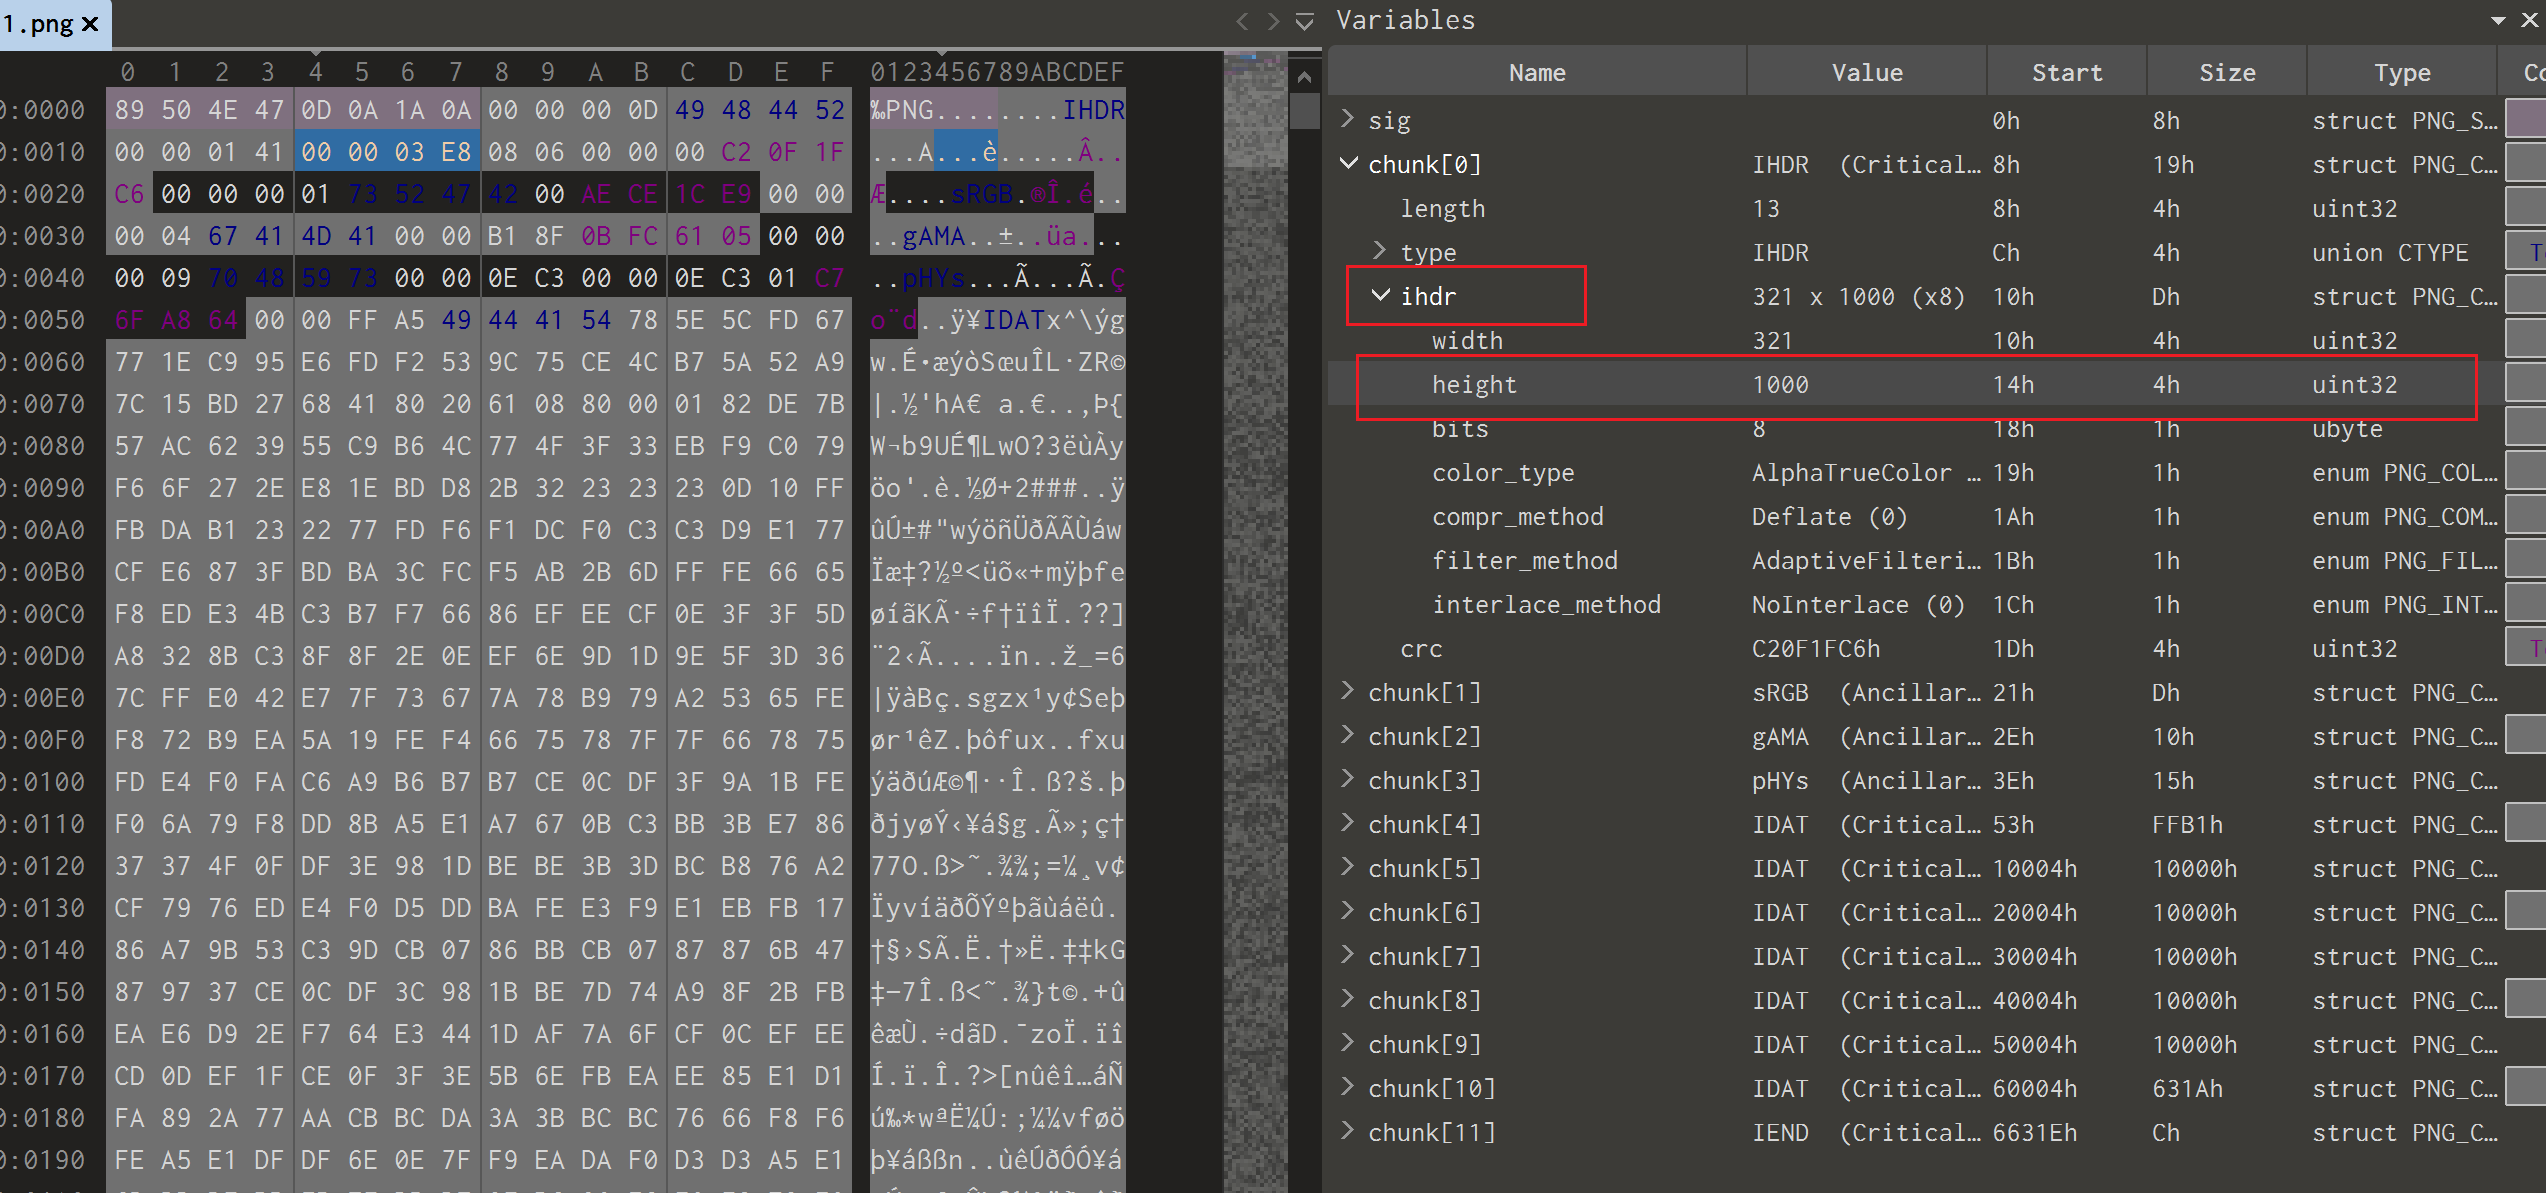 1.png
Variables
0 1 2 3 4 5 6 7 8 9 A B C D E F 0123456789ABCDEF
Name Value Start Size Type Co
0:0000 89 50 4E 47 0D 0A 1A 0A 00 00 00 0D 49 48 44 52 ‰PNG........IHDR
0:0010 00 00 01 41 00 00 03 E8 08 06 00 00 00 C2 0F 1F ...A...è.....Â..
0:0020 C6 00 00 00 01 73 52 47 42 00 AE CE 1C E9 00 00 Æ....sRGB.®Î.é..
0:0030 00 04 67 41 4D 41 00 00 B1 8F 0B FC 61 05 00 00 ..gAMA..±..üa...
0:0040 00 09 70 48 59 73 00 00 0E C3 00 00 0E C3 01 C7 ..pHYs...Ã...Ã.Ç
0:0050 6F A8 64 00 00 FF A5 49 44 41 54 78 5E 5C FD 67 o¨d..ÿ¥IDATx^\ýg
0:0060 77 1E C9 95 E6 FD F2 53 9C 75 CE 4C B7 5A 52 A9 w.É•æýòSœuÎL·ZR©
0:0070 7C 15 BD 27 68 41 80 20 61 08 80 00 01 82 DE 7B |.½'hA€ a.€..‚Þ{
0:0080 57 AC 62 39 55 C9 B6 4C 77 4F 3F 33 EB F9 C0 79 W¬b9UÉ¶LwO?3ëùÀy
0:0090 F6 6F 27 2E E8 1E BD D8 2B 32 23 23 23 0D 10 FF öo'.è.½Ø+2###..ÿ
0:00A0 FB DA B1 23 22 77 FD F6 F1 DC F0 C3 C3 D9 E1 77 ûÚ±#"wýöñÜðÃÃÙáw
0:00B0 CF E6 87 3F BD BA 3C FC F5 AB 2B 6D FF FE 66 65 Ïæ‡?½º<üõ«+mÿþfe
0:00C0 F8 ED E3 4B C3 B7 F7 66 86 EF EE CF 0E 3F 3F 5D øíãKÃ·÷f†ïîÏ.??]
0:00D0 A8 32 8B C3 8F 8F 2E 0E EF 6E 9D 1D 9E 5F 3D 36 ¨2‹Ã....ïn..ž_=6
0:00E0 7C FF E0 42 E7 7F 73 67 7A 78 B9 79 A2 53 65 FE |ÿàBç.sgzx¹y¢Seþ
0:00F0 F8 72 B9 EA 5A 19 FE F4 66 75 78 7F 7F 66 78 75 ør¹êZ.þôfux..fxu
0:0100 FD E4 F0 FA C6 A9 B6 B7 B7 CE 0C DF 3F 9A 1B FE ýäðúÆ©¶··Î.ß?š.þ
0:0110 F0 6A 79 F8 DD 8B A5 E1 A7 67 0B C3 BB 3B E7 86 ðjyøÝ‹¥á§g.Ã»;ç†
0:0120 37 37 4F 0F DF 3E 98 1D BE BE 3B 3D BC B8 76 A2 77O.ß>˜.¾¾;=¼¸v¢
0:0130 CF 79 76 ED E4 F0 D5 DD BA FE E3 F9 E1 EB FB 17 ÏyvíäðÕÝºþãùáëû.
0:0140 86 A7 9B 53 C3 9D CB 07 86 BB CB 07 87 87 6B 47 †§›SÃ.Ë.†»Ë.‡‡kG
0:0150 87 97 37 CE 0C DF 3C 98 1B BE 7D 74 A9 8F 2B FB ‡—7Î.ß<˜.¾}t©.+û
0:0160 EA E6 D9 2E F7 64 E3 44 1D AF 7A 6F CF 0C EF EE êæÙ.÷dãD.¯zoÏ.ïî
0:0170 CD 0D EF 1F CE 0F 3F 3E 5B 6E FB EA EE 85 E1 D1 Í.ï.Î.?>[nûêî…áÑ
0:0180 FA 89 2A 77 AA CB BC DA 3A 3B BC BC 76 66 F8 F6 ú‰*wªË¼Ú:;¼¼vføö
0:0190 FE A5 E1 DF DF 6E 0E 7F F9 EA DA F0 D3 D3 A5 E1 þ¥áßßn..ùêÚðÓÓ¥á
sig 0h 8h struct PNG_S...
chunk[0] IHDR (Critical... 8h 19h struct PNG_C...
length 13 8h 4h uint32
type IHDR Ch 4h union CTYPE
ihdr 321 x 1000 (x8) 10h Dh struct PNG_C...
width 321 10h 4h uint32
height 1000 14h 4h uint32
bits 8 18h 1h ubyte
color_type AlphaTrueColor ... 19h 1h enum PNG_COL...
compr_method Deflate (0) 1Ah 1h enum PNG_COM...
filter_method AdaptiveFilteri... 1Bh 1h enum PNG_FIL...
interlace_method NoInterlace (0) 1Ch 1h enum PNG_INT...
crc C20F1FC6h 1Dh 4h uint32
chunk[1] sRGB (Ancillar... 21h Dh struct PNG_C...
chunk[2] gAMA (Ancillar... 2Eh 10h struct PNG_C...
chunk[3] pHYs (Ancillar... 3Eh 15h struct PNG_C...
chunk[4] IDAT (Critical... 53h FFB1h struct PNG_C...
chunk[5] IDAT (Critical... 10004h 10000h struct PNG_C...
chunk[6] IDAT (Critical... 20004h 10000h struct PNG_C...
chunk[7] IDAT (Critical... 30004h 10000h struct PNG_C...
chunk[8] IDAT (Critical... 40004h 10000h struct PNG_C...
chunk[9] IDAT (Critical... 50004h 10000h struct PNG_C...
chunk[10] IDAT (Critical... 60004h 631Ah struct PNG_C...
chunk[11] IEND (Critical... 6631Eh Ch struct PNG_C...